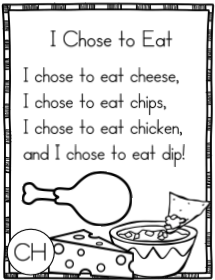 I Chose to Eat
I chose to eat cheese,
I chose to eat chips,
I chose to eat chicken,
and I chose to eat dip!
CH